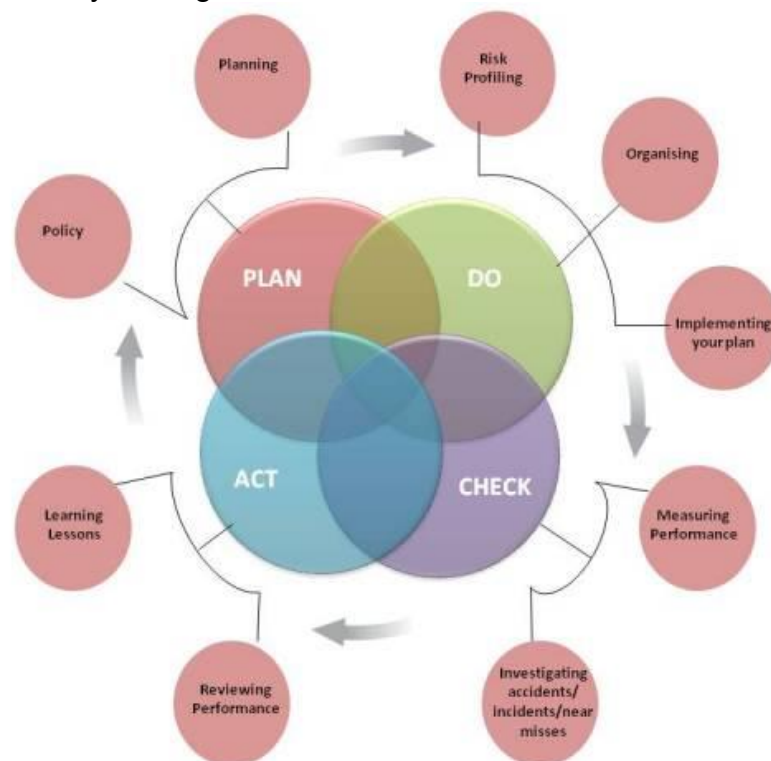 Planning
Risk
Profiling
Organising
Policy
PLAN
DO
Implementing
your plan
ACT
CHECK
Learning
Lessons
Measuring
Performance
Reviewing
Performance
Investigating
accidents/
incidents/near
misses